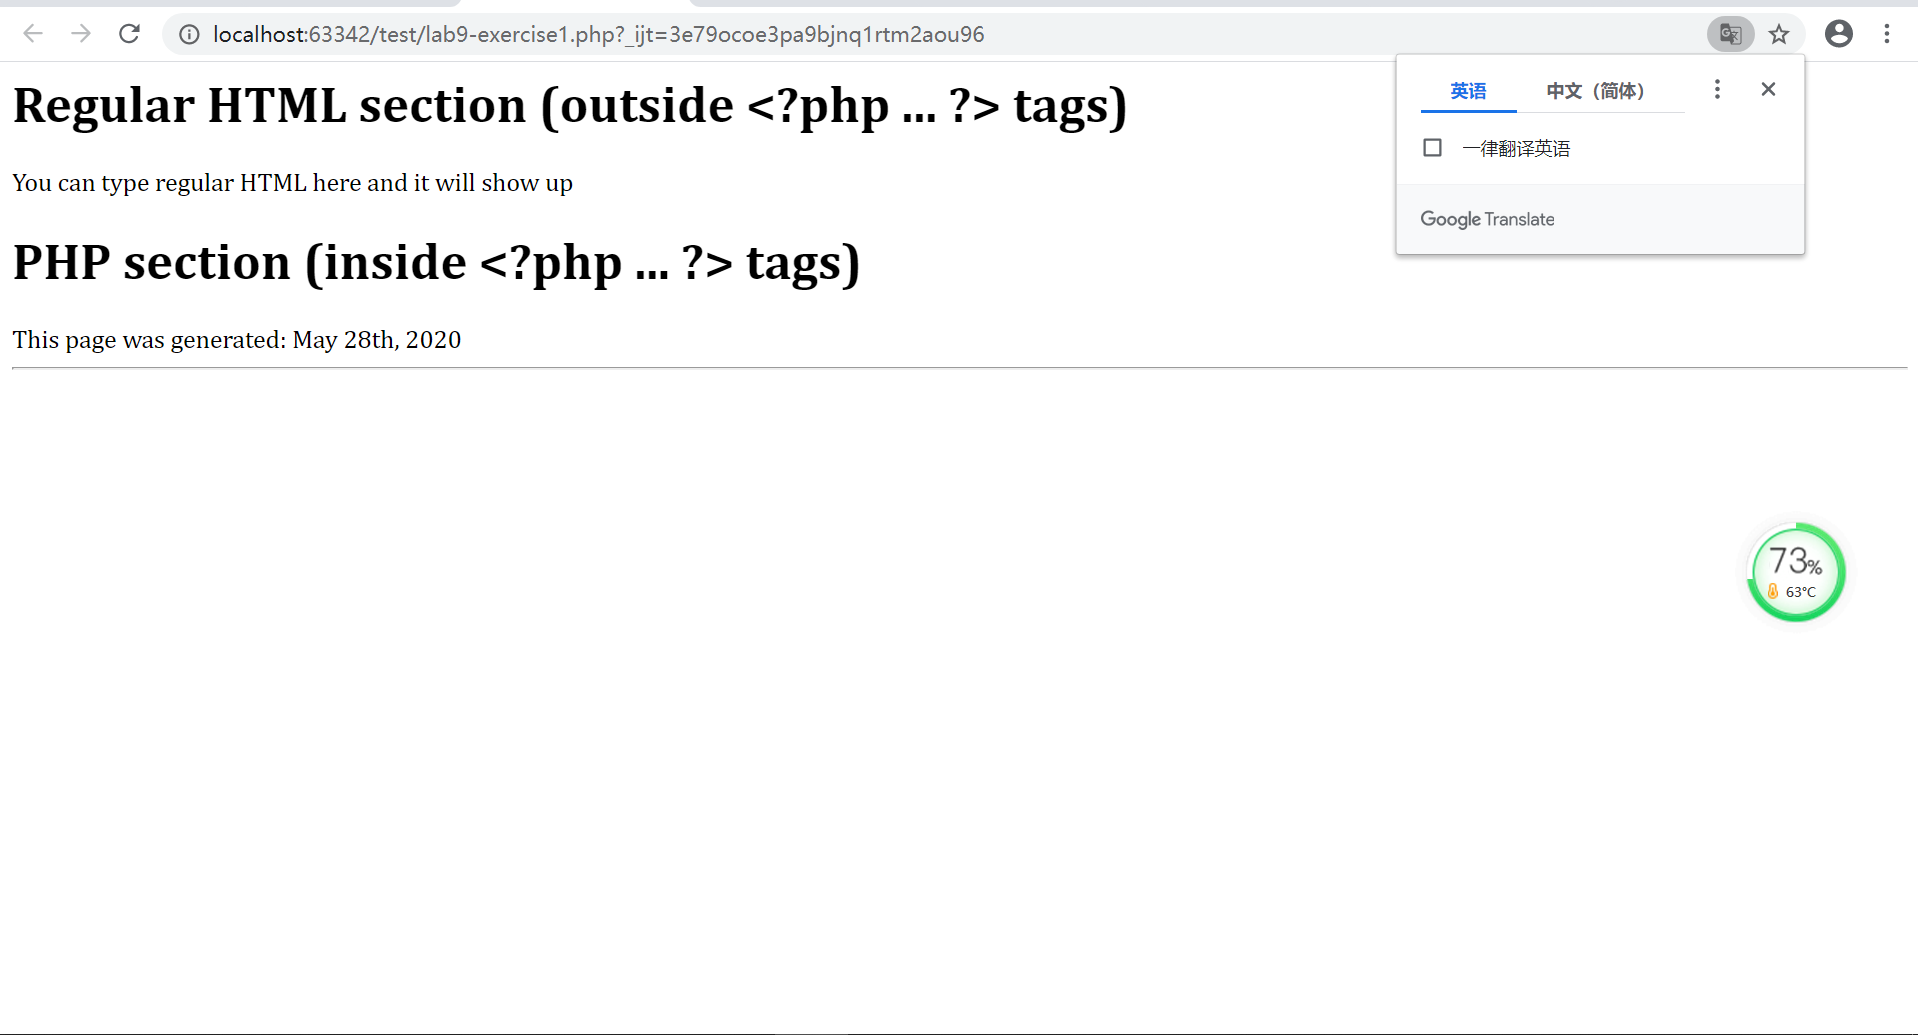 localhost:63342/test/lab9-exercise1.php?_ijt=3e79ocoe3pa9bjnq1rtm2aou96
英语 中文（简体）
一律翻译英语
Google Translate
Regular HTML section (outside <?php ... ?> tags)
You can type regular HTML here and it will show up
PHP section (inside <?php ... ?> tags)
This page was generated: May 28th, 2020
73%
63°C